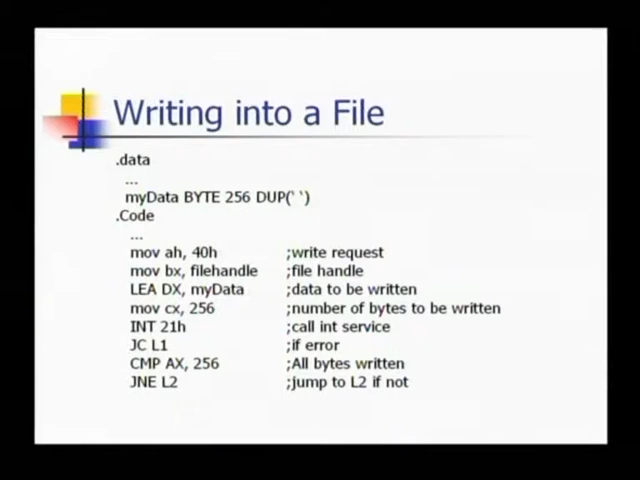 Writing into a File
.data
...
myData BYTE 256 DUP(' ')
.Code
...
mov ah, 40h ;write request
mov bx, filehandle ;file handle
LEA DX, myData ;data to be written
mov cx, 256 ;number of bytes to be written
INT 21h ;call int service
JC L1 ;if error
CMP AX, 256 ;All bytes written
JNE L2 ;jump to L2 if not